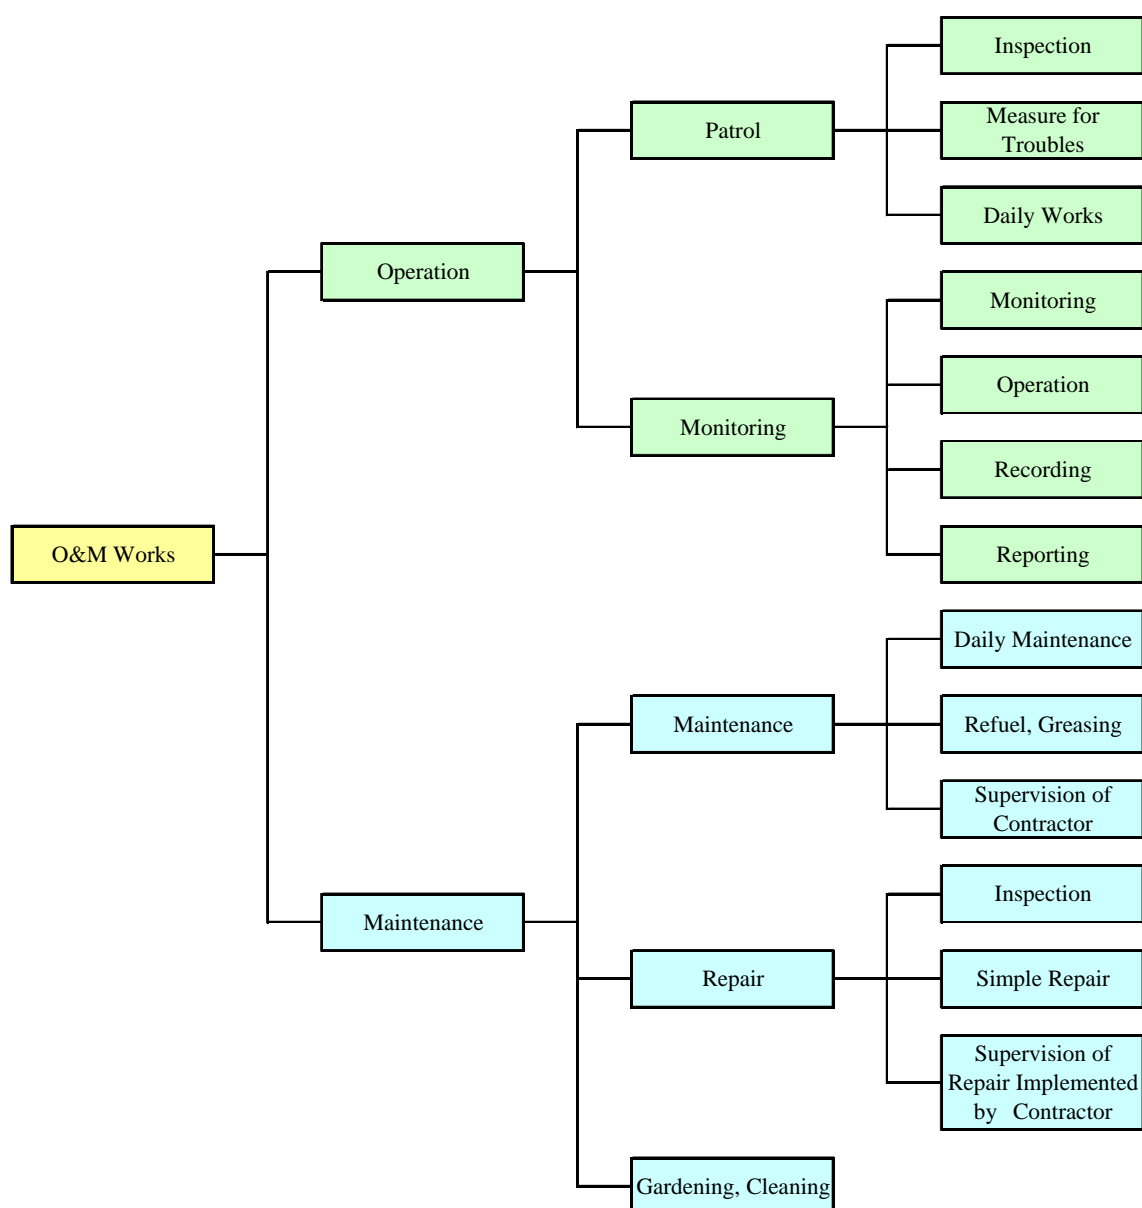 Inspection
Patrol
Measure for
Troubles
Daily Works
Operation
Monitoring
Operation
Monitoring
Recording
O&M Works
Reporting
Daily Maintenance
Maintenance
Refuel, Greasing
Supervision of
Contractor
Inspection
Maintenance
Repair
Simple Repair
Supervision of
Repair Implemented
by Contractor
Gardening, Cleaning